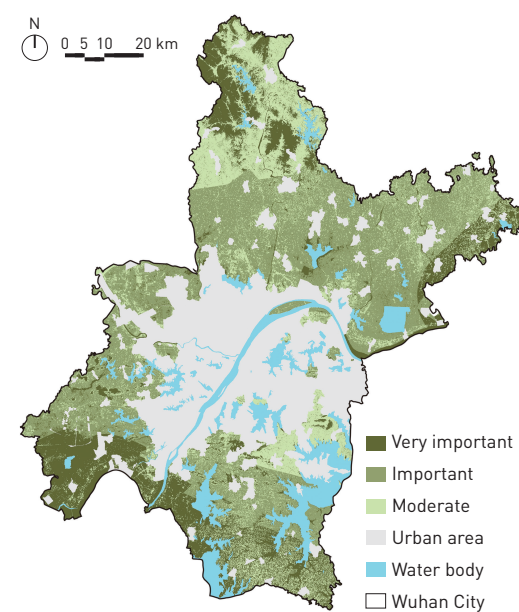 N
0 5 10 20 km
Very important
Important
Moderate
Urban area
Water body
Wuhan City